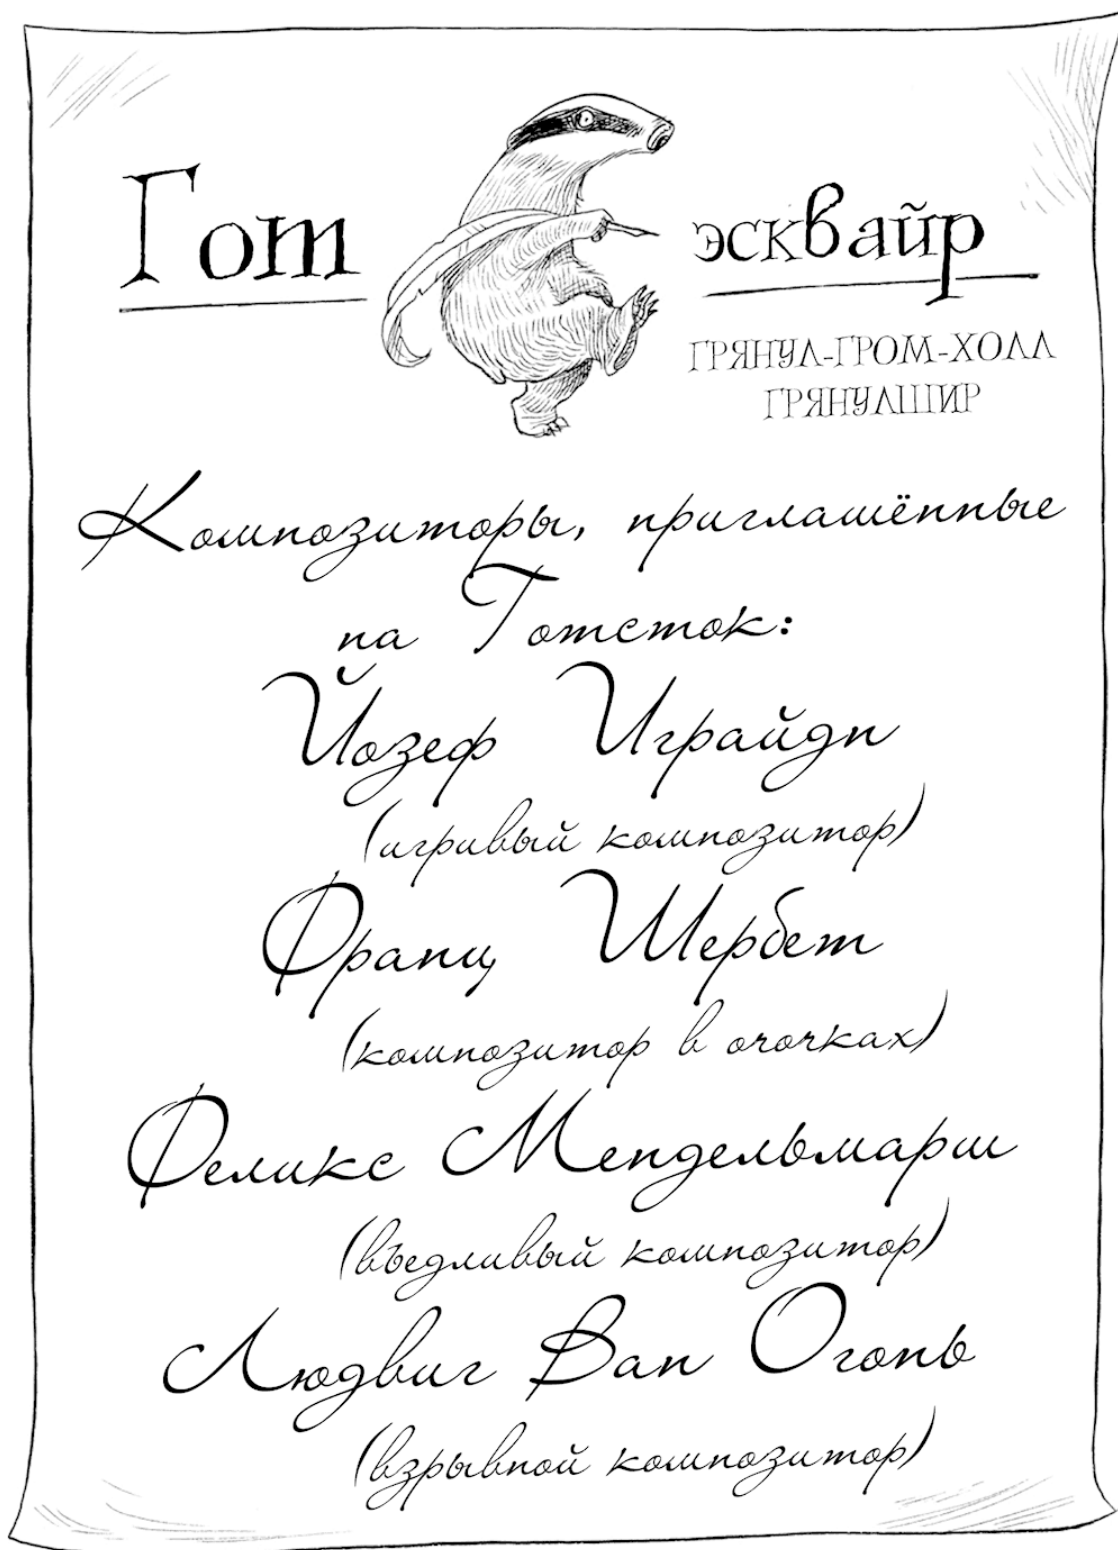 Гот эсквайр
ГРЯНУЛ-ГРОМ-ХОЛЛ
ГРЯНУЛШИР
Композиторы, приглашённые
на Готсток:
Йозеф Играйдн
(игривый композитор)
Франц Шербет
(композитор в очочках)
Феликс Мендельмарш
(въедливый композитор)
Людвиг Ван Огонь
(взрывной композитор)